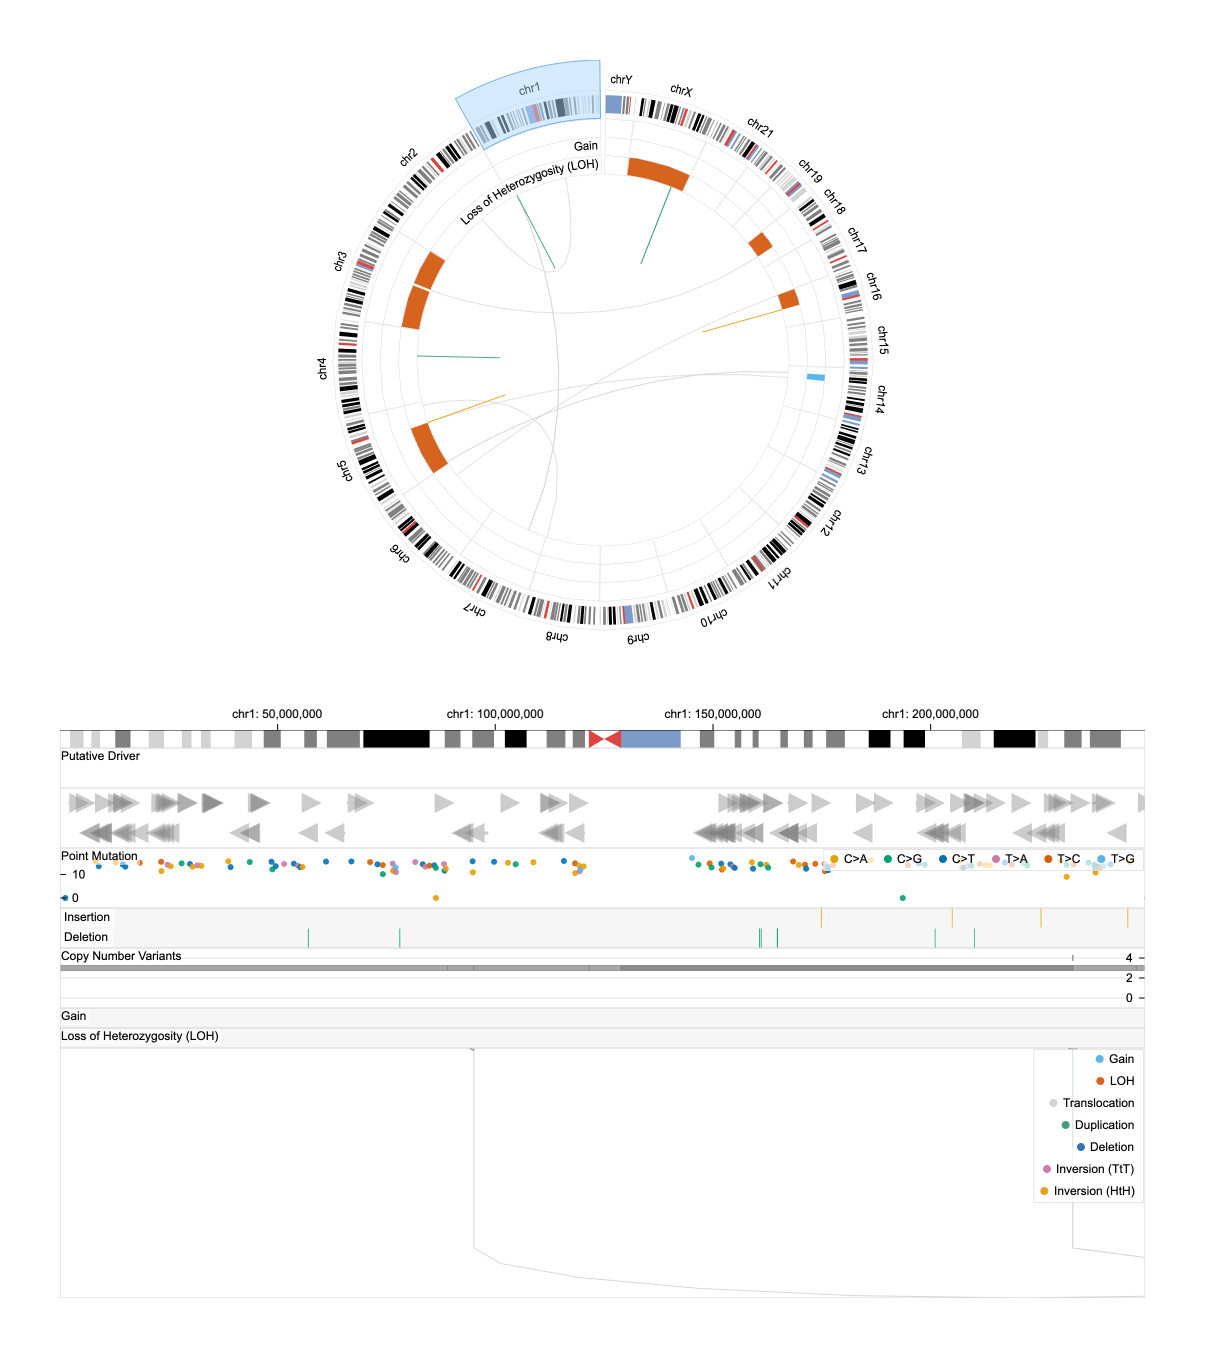 chr1
chrY
chrX
chr21
chr19
chr18
chr17
chr16
chr15
chr14
chr13
chr12
chr11
chr10
chr9
chr8
chr7
chr6
chr5
chr4
chr3
chr2
Gain
Loss of Heterozygosity (LOH)
chr1: 50,000,000 chr1: 100,000,000 chr1: 150,000,000 chr1: 200,000,000
Putative Driver
Point Mutation
C>A C>G C>T T>A T>C T>G
10
0
Insertion
Deletion
Copy Number Variants
4
2
0
Gain
Loss of Heterozygosity (LOH)
Gain
LOH
Translocation
Duplication
Deletion
Inversion (TtT)
Inversion (HtH)